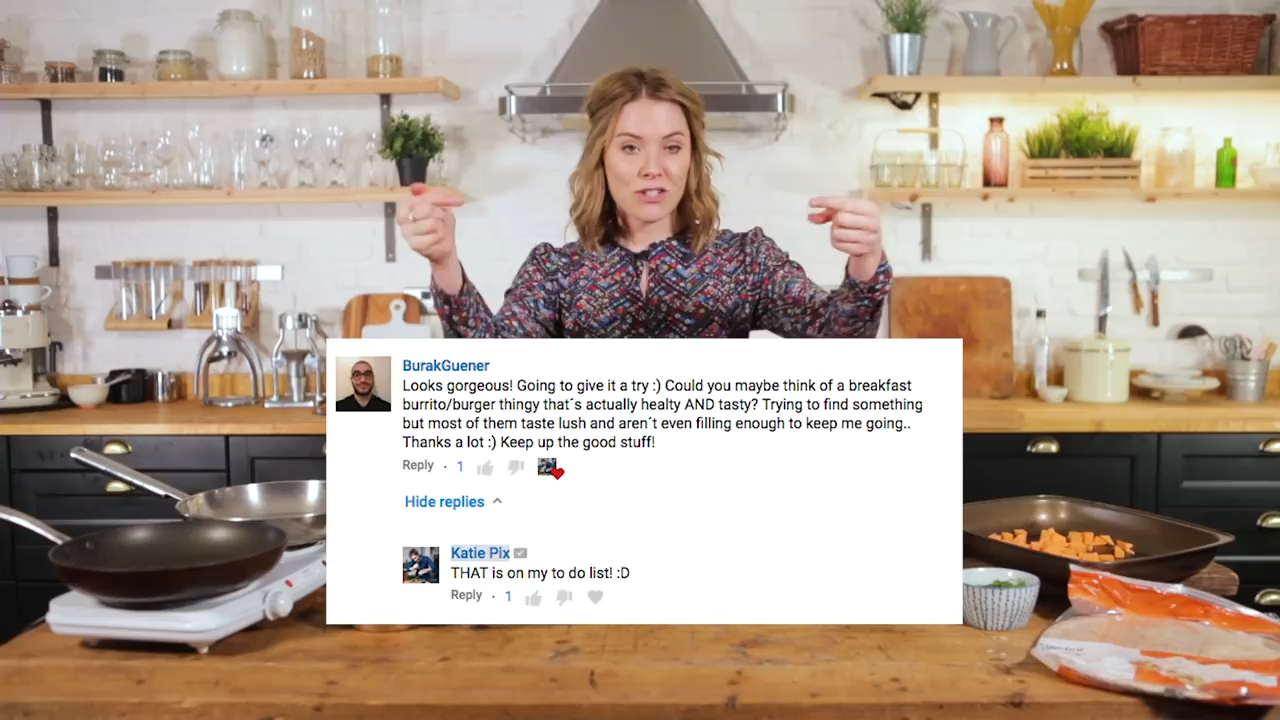 BurakGuener
Looks gorgeous! Going to give it a try :) Could you maybe think of a breakfast
burrito/burger thingy that´s actually healty AND tasty? Trying to find something
but most of them taste lush and aren´t even filling enough to keep me going..
Thanks a lot :) Keep up the good stuff!
Reply · 1
Hide replies
Katie Pix
THAT is on my to do list! :D
Reply · 1